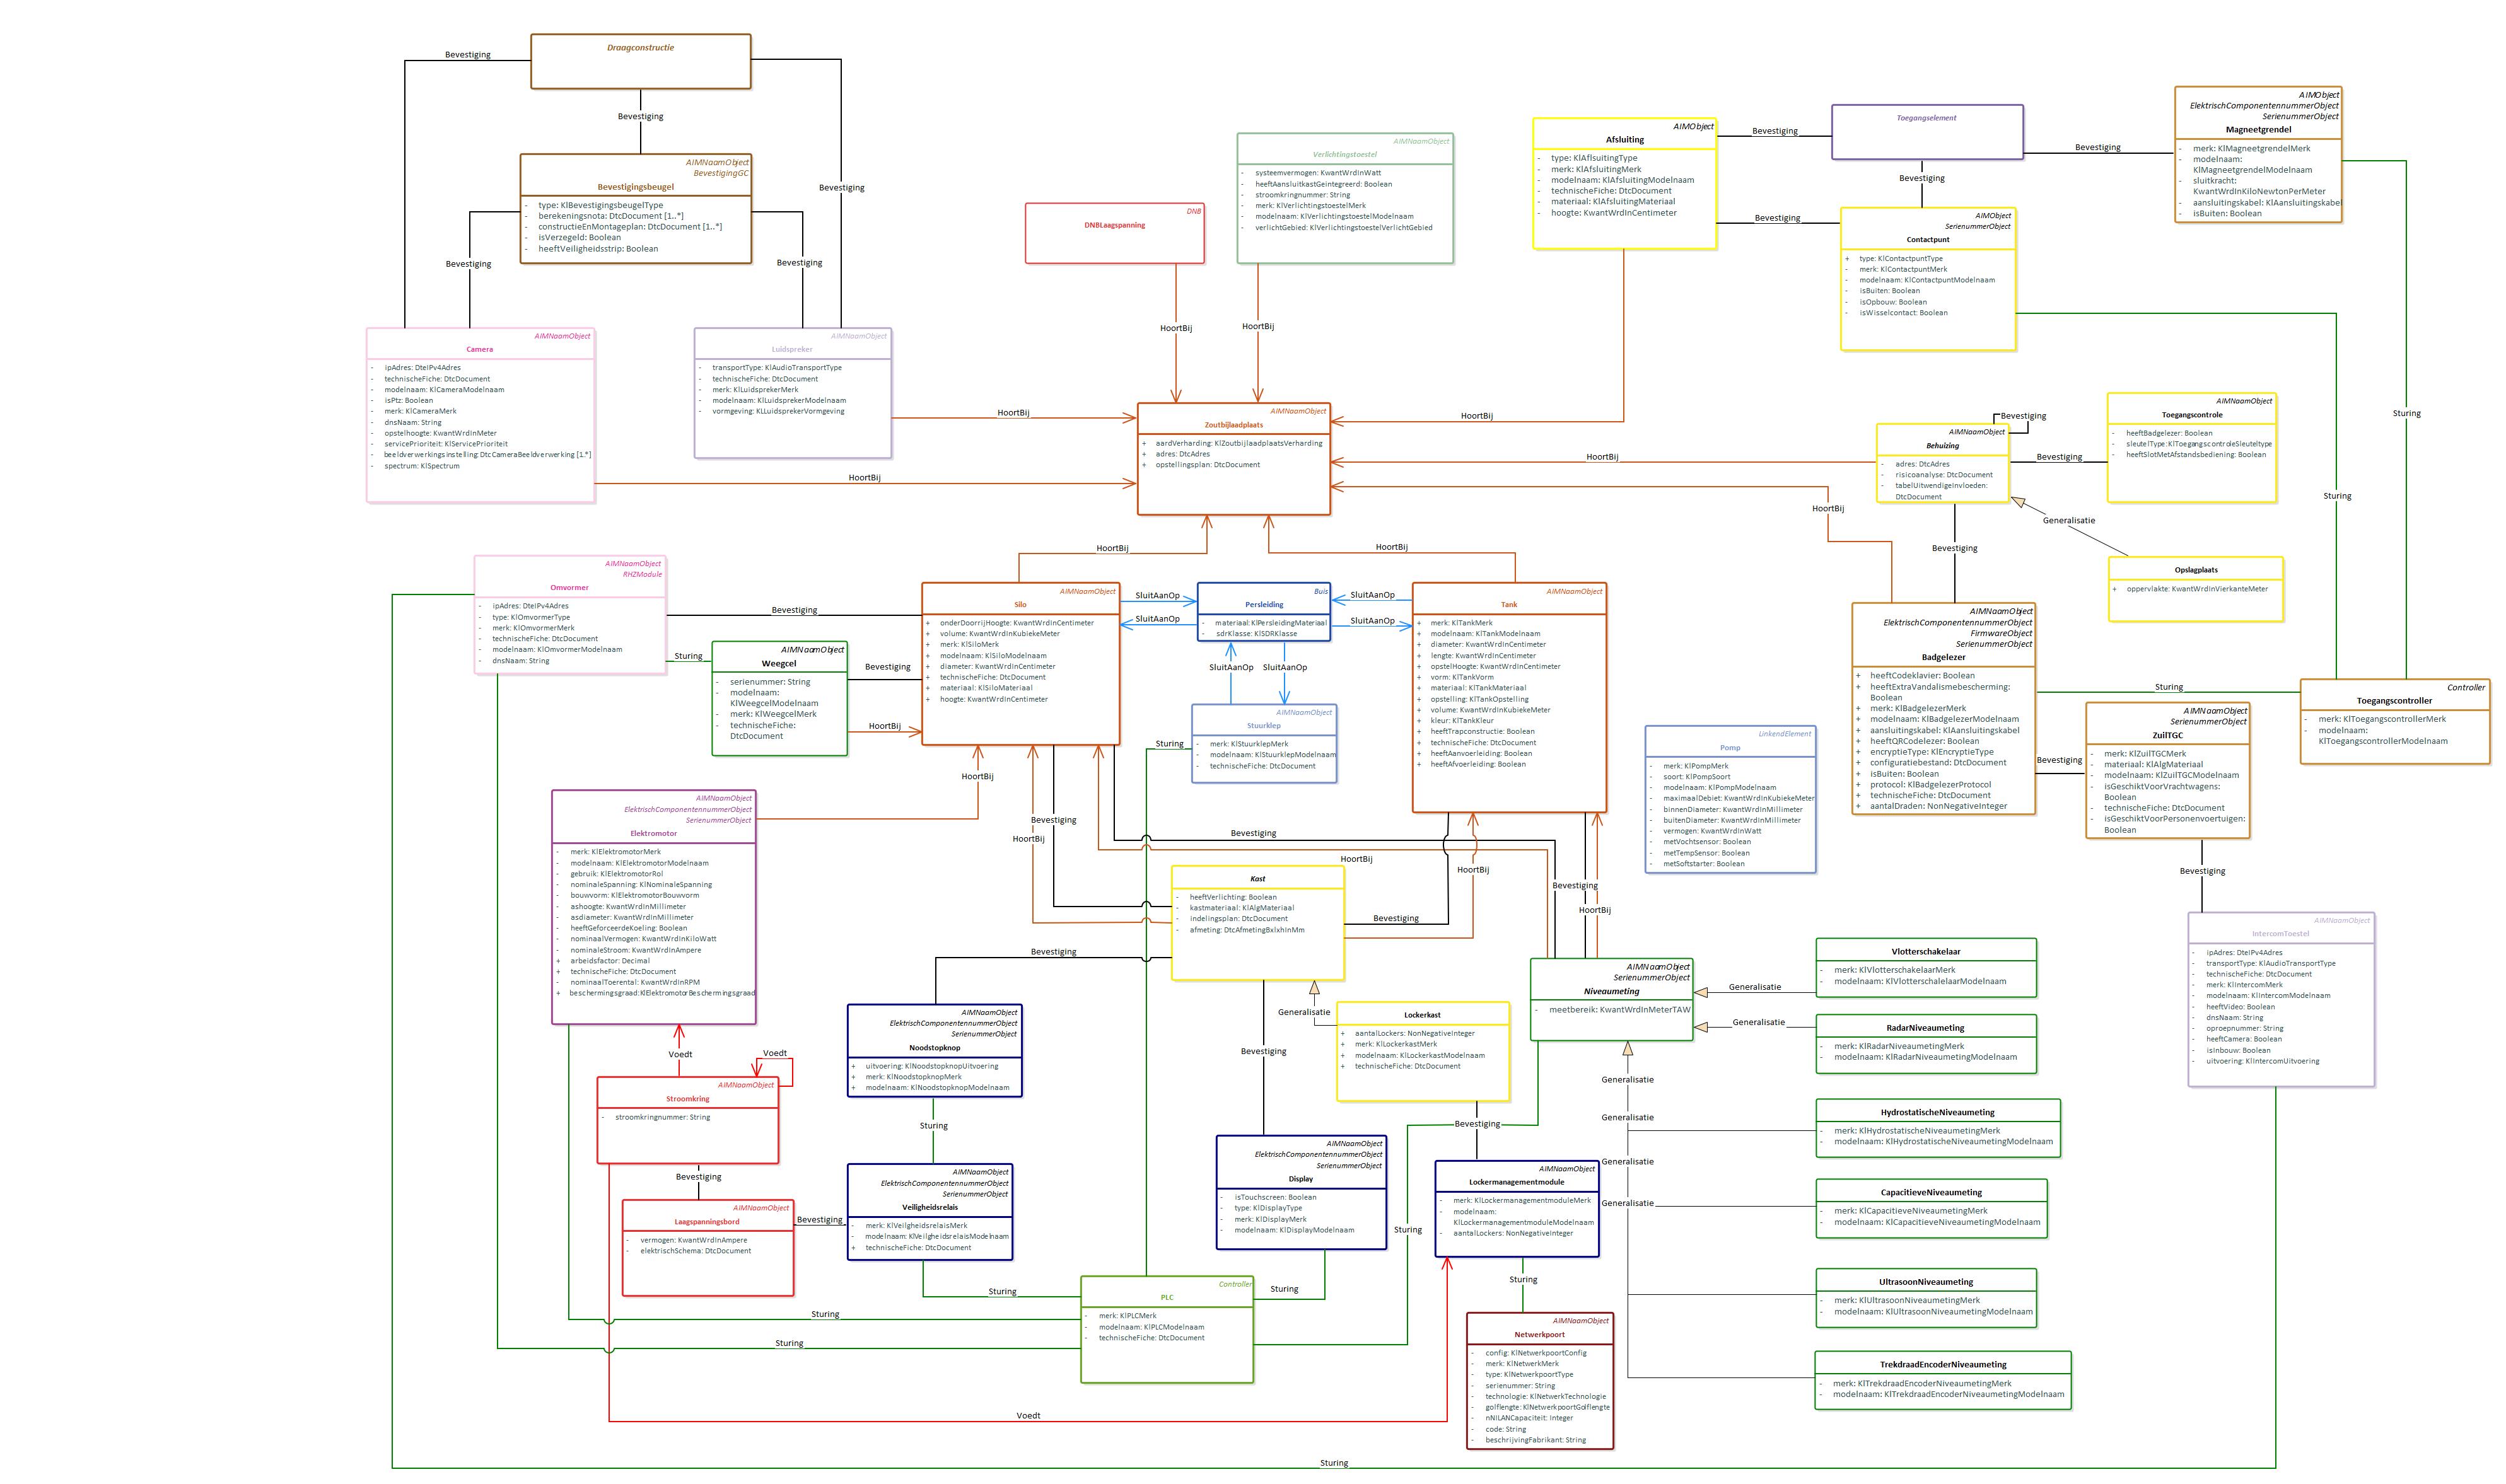 Draagconstructie
Bevestiging
Bevestiging
Bevestiging
AIMNaamObject
BevestigingGC
Bevestigingsbeugel
- type: KlBevestigingsbeugelType
- berekeningsnota: DtcDocument [1..*]
- constructieEnMontageplan: DtcDocument [1..*]
- isVerzegeld: Boolean
- heeftVeiligheidsstrip: Boolean
Bevestiging
Bevestiging
AIMNaamObject
Camera
- ipAdres: DteIPv4Adres
- technischeFiche: DtcDocument
- modelnaam: KlCameraModelnaam
- isPtz: Boolean
- merk: KlCameraMerk
- dnsNaam: String
- opstelhoogte: KwantWrdInMeter
- servicePrioriteit: KlServicePrioriteit
- beeldverwerkingsinstelling: DtcCameraBeeldverwerking [1.*]
- spectrum: KlSpectrum
AIMNaamObject
Luidspreker
- transportType: KlAudioTransportType
- technischeFiche: DtcDocument
- merk: KlLuidsprekerMerk
- modelnaam: KlLuidsprekerModelnaam
- vormgeving: KLLuidsprekerVormgeving
HoortBij
HoortBij
DNB
DNBLaagspanning
HoortBij
AIMNaamObject
Verlichtingstoestel
- systeemvermogen: KwantWrdInWatt
- heeftAansluitkastGeintegreerd: Boolean
- stroomkringnummer: String
- merk: KlVerlichtingstoestelMerk
- modelnaam: KlVerlichtingstoestelModelnaam
- verlichtGebied: KlVerlichtingstoestelVerlichtGebied
HoortBij
AIMNaamObject
Zoutbijlaadplaats
+ aardVerharding: KlZoutbijlaadplaatsVerharding
+ adres: DtcAdres
+ opstellingsplan: DtcDocument
AIMObject
Afsluiting
- type: KlAflsuitingType
- merk: KlAfsluitingMerk
- modelnaam: KlAfsluitingModelnaam
- technischeFiche: DtcDocument
- materiaal: KlAfsluitingMateriaal
- hoogte: KwantWrdInCentimeter
Bevestiging
Bevestiging
HoortBij
Toegangselement
Bevestiging
Bevestiging
AIMObject
ElektrischComponentennummerObject
SerienummerObject
Magneetgrendel
- merk: KlMagneetgrendelMerk
- modelnaam:
KlMagneetgrendelModelnaam
- sluitkracht:
KwantWrdInKiloNewtonPerMeter
- aansluitingskabel: KlAansluitingskabel
- isBuiten: Boolean
AIMObject
SerienummerObject
Contactpunt
+ type: KlContactpuntType
- merk: KlContactpuntMerk
- modelnaam: KlContactpuntModelnaam
- isBuiten: Boolean
- isOpbouw: Boolean
- isWisselcontact: Boolean
Sturing
Sturing
AIMNaamObject
Behuizing
- adres: DtcAdres
- risicoanalyse: DtcDocument
- tabelUitwendigeInvloeden:
DtcDocument
Bevestiging
Bevestiging
HoortBij
HoortBij
AIMNaamObject
Toegangscontrole
- heeftBadgelezer: Boolean
- sleutelType:KlToegangscontroleSleuteltype
- heeftSlotMetAfstandsbediening: Boolean
Generalisatie
Bevestiging
Opslagplaats
+ oppervlakte: KwantWrdInVierkanteMeter
HoortBij
HoortBij
AIMNaamObject
RHZModule
Omvormer
- ipAdres: DteIPv4Adres
- type: KlOmvormerType
- merk: KlOmvormerMerk
- technischeFiche: DtcDocument
- modelnaam: KlOmvormerModelnaam
- dnsNaam: String
Bevestiging
Sturing
AIMNaamObject
Weegcel
- serienummer: String
- modelnaam:
KlWeegcelModelnaam
- merk: KlWeegcelMerk
- technischeFiche:
DtcDocument
Bevestiging
HoortBij
AIMNaamObject
Silo
+ onderDoorrijHoogte: KwantWrdInCentimeter
+ volume: KwantWrdInKubiekeMeter
+ merk: KlSiloMerk
+ modelnaam: KlSiloModelnaam
+ diameter: KwantWrdInCentimeter
+ technischeFiche: DtcDocument
+ materiaal: KlSiloMateriaal
+ hoogte: KwantWrdInCentimeter
SluitAanOp
SluitAanOp
Buis
Persleiding
- materiaal:KlPersleidingMateriaal
- sdrKlasse: KlSDRKlasse
SluitAanOp
SluitAanOp
SluitAanOp
SluitAanOp
AIMNaamObject
Stuurklep
- merk: KlStuurklepMerk
- modelnaam: KlStuurklepModelnaam
- technischeFiche: DtcDocument
Sturing
AIMNaamObject
Tank
+ merk: KlTankMerk
+ modelnaam: KlTankModelnaam
+ diameter: KwantWrdInCentimeter
+ lengte: KwantWrdInCentimeter
+ opstelHoogte: KwantWrdInCentimeter
+ vorm: KlTankVorm
+ materiaal: KlTankMateriaal
+ opstelling: KlTankOpstelling
+ volume: KwantWrdInKubiekeMeter
+ kleur: KlTankKleur
+ heeftTrapconstructie: Boolean
+ technischeFiche: DtcDocument
+ heeftAanvoerleiding: Boolean
+ heeftAfvoerleiding: Boolean
LinkendElement
Pomp
- merk: KlPompMerk
- soort: KlPompSoort
- modelnaam: KlPompModelnaam
- maximaalDebiet: KwantWrdInKubiekeMeter
- binnenDiameter: KwantWrdInMillimeter
- buitenDiameter: KwantWrdInMillimeter
- vermogen: KwantWrdInWatt
- metVochtsensor: Boolean
- metTempSensor: Boolean
- metSoftstarter: Boolean
AIMNaamObject
ElektrischComponentennummerObject
FirmwareObject
SerienummerObject
Badgelezer
+ heeftCodeklavier: Boolean
+ heeftExtraVandalismebescherming:
Boolean
+ merk: KlBadgelezerMerk
+ modelnaam: KlBadgelezerModelnaam
+ aansluitingskabel: KlAansluitingskabel
+ heeftQRCodelezer: Boolean
+ encryptieType: KlEncryptieType
+ configuratiebestand: DtcDocument
+ isBuiten: Boolean
+ protocol: KlBadgelezerProtocol
+ technischeFiche: DtcDocument
+ aantalDraden: NonNegativeInteger
Sturing
Bevestiging
AIMNaamObject
SerienummerObject
ZuilTGC
- merk: KlZuilTGCMerk
- materiaal: KlAlgMateriaal
- modelnaam: KlZuilTGCModelnaam
- isGeschiktVoorVrachtwagens:
Boolean
- technischeFiche: DtcDocument
- isGeschiktVoorPersonenvoertuigen:
Boolean
Controller
Toegangscontroller
- merk: KlToegangscontrollerMerk
- modelnaam:
KlToegangscontrollerModelnaam
Bevestiging
AIMNaamObject
ElektrischComponentennummerObject
SerienummerObject
Elektromotor
- merk: KlElektromotorMerk
- modelnaam: KlElektromotorModelnaam
- gebruik: KlElektromotorRol
- nominaleSpanning: KlNominaleSpanning
- bouwvorm: KlElektromotorBouwvorm
- ashoogte: KwantWrdInMillimeter
- asdiameter: KwantWrdInMillimeter
- heeftGeforceerdeKoeling: Boolean
- nominaalVermogen: KwantWrdInKiloWatt
- nominaleStroom: KwantWrdInAmpere
+ arbeidsfactor: Decimal
+ technischeFiche: DtcDocument
- nominaalToerental: KwantWrdInRPM
+ beschermingsgraad:KlElektromotorBeschermingsgraad
HoortBij
HoortBij
Bevestiging
Bevestiging
HoortBij
HoortBij
Bevestiging
HoortBij
Kast
- heeftVerlichting: Boolean
- kastmateriaal: KlAlgMateriaal
- indelingsplan: DtcDocument
- afmeting: DtcAfmetingBxlxhInMm
Bevestiging
Bevestiging
Bevestiging
Generalisatie
Lockerkast
+ aantalLockers: NonNegativeInteger
+ merk: KlLockerkastMerk
+ modelnaam: KlLockerkastModelnaam
+ technischeFiche: DtcDocument
Bevestiging
AIMNaamObject
SerienummerObject
Niveaumeting
- meetbereik: KwantWrdInMeterTAW
Generalisatie
Generalisatie
Generalisatie
Generalisatie
Generalisatie
Generalisatie
Vlotterschakelaar
- merk: KlVlotterschakelaarMerk
- modelnaam: KlVlotterschalelaarModelnaam
RadarNiveaumeting
- merk: KlRadarNiveaumetingMerk
- modelnaam: KlRadarNiveaumetingModelnaam
HydrostatischeNiveaumeting
- merk: KlHydrostatischeNiveaumetingMerk
- modelnaam: KlHydrostatischeNiveaumetingModelnaam
CapacitieveNiveaumeting
- merk: KlCapacitieveNiveaumetingMerk
- modelnaam: KlCapacitieveNiveaumetingModelnaam
UltrasoonNiveaumeting
- merk: KlUltrasoonNiveaumetingMerk
- modelnaam: KlUltrasoonNiveaumetingModelnaam
TrekdraadEncoderNiveaumeting
- merk: KlTrekdraadEncoderNiveaumetingMerk
- modelnaam: KlTrekdraadEncoderNiveaumetingModelnaam
AIMNaamObject
IntercomToestel
- ipAdres: DteIPv4Adres
- transportType: KlAudioTransportType
- technischeFiche: DtcDocument
- merk: KlIntercomMerk
- modelnaam: KlIntercomModelnaam
- heeftVideo: Boolean
- dnsNaam: String
- oproepnummer: String
- heeftCamera: Boolean
- isInbouw: Boolean
- uitvoering: KlIntercomUitvoering
Voedt
Voedt
AIMNaamObject
Stroomkring
- stroomkringnummer: String
Bevestiging
AIMNaamObject
Laagspanningsbord
- vermogen: KwantWrdInAmpere
- elektrischSchema: DtcDocument
Bevestiging
AIMNaamObject
ElektrischComponentennummerObject
SerienummerObject
Noodstopknop
+ uitvoering: KlNoodstopknopUitvoering
+ merk: KlNoodstopknopMerk
+ modelnaam: KlNoodstopknopModelnaam
Sturing
AIMNaamObject
ElektrischComponentennummerObject
SerienummerObject
Veiligheidsrelais
- merk: KlVeilgheidsrelaisMerk
- modelnaam: KlVeilgheidsrelaisModelnaam
+ technischeFiche: DtcDocument
Sturing
AIMNaamObject
ElektrischComponentennummerObject
SerienummerObject
Display
- isTouchscreen: Boolean
- type: KlDisplayType
- merk: KlDisplayMerk
- modelnaam: KlDisplayModelnaam
Sturing
Sturing
AIMNaamObject
Lockermanagementmodule
- merk: KlLockermanagementmoduleMerk
- modelnaam:
KlLockermanagementmoduleModelnaam
- aantalLockers: NonNegativeInteger
Sturing
Controller
PLC
- merk: KlPLCMerk
- modelnaam: KlPLCModelnaam
- technischeFiche: DtcDocument
Sturing
Sturing
AIMNaamObject
Netwerkpoort
- config: KlNetwerkpoortConfig
- merk: KlNetwerkMerk
- type: KlNetwerkpoortType
- serienummer: String
- technologie: KlNetwerkTechnologie
- golflengte: KlNetwerkpoortGolflengte
- nNILANCapaciteit: Integer
- code: String
- beschrijvingFabrikant: String
Voedt
Sturing